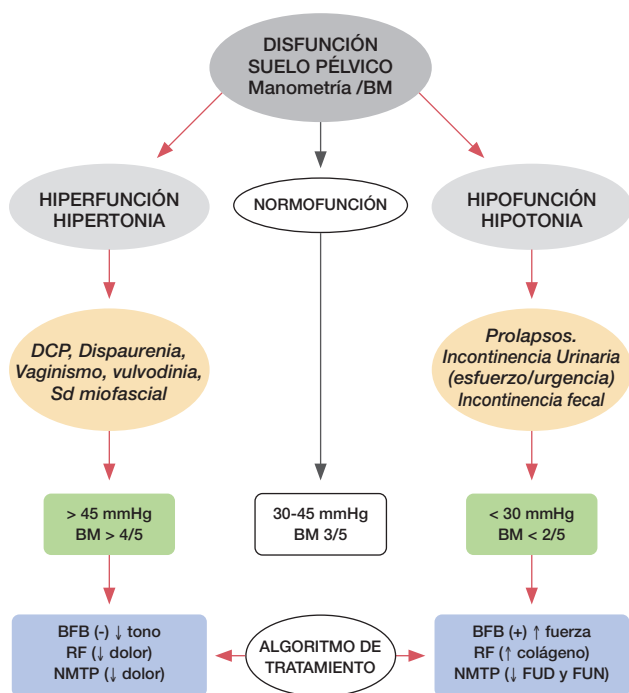 DISFUNCIÓN
SUELO PÉLVICO
Manometría /BM
HIPERFUNCIÓN
HIPERTONIA
NORMOFUNCIÓN
HIPOFUNCIÓN
HIPOTONIA
DCP, Dispaurenia,
Vaginismo, vulvodinia,
Sd miofascial
Prolapsos.
Incontinencia Urinaria
(esfuerzo/urgencia)
Incontinencia fecal
> 45 mmHg
BM > 4/5
30-45 mmHg
BM 3/5
< 30 mmHg
BM < 2/5
BFB (-) ↓ tono
RF (↓ dolor)
NMTP (↓ dolor)
ALGORITMO DE
TRATAMIENTO
BFB (+) ↑ fuerza
RF (↑ colágeno)
NMTP (↓ FUD y FUN)